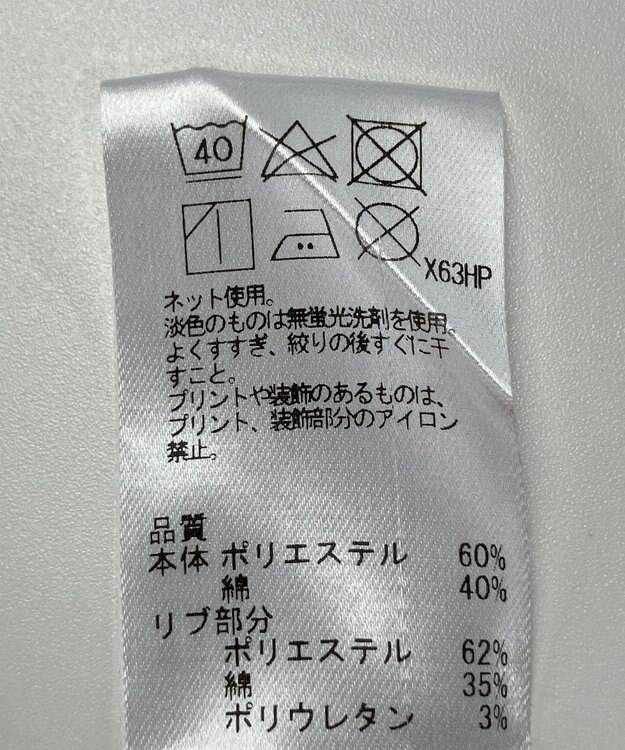 40
X63HP
ネット使用。
淡色のものは無蛍光洗剤を使用。
よくすすぎ、絞りの後すぐに干
すこと。
プリントや装飾のあるものは、
プリント、装飾部分のアイロン
禁止。
品質
本体 ポリエステル 60%
綿 40%
リブ部分
ポリエステル 62%
綿 35%
ポリウレタン 3%